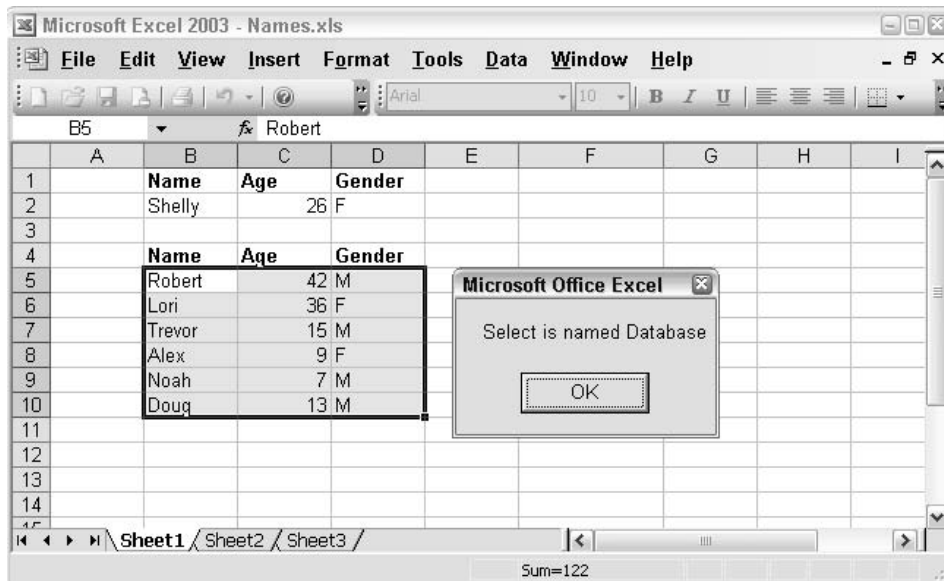 Microsoft Excel 2003 - Names.xls
File Edit View Insert Format Tools Data Window Help
Arial 10 B I U
B5 fx Robert
A B C D E F G H I
1 Name Age Gender
2 Shelly 26 F
3
4 Name Age Gender
5 Robert 42 M
6 Lori 36 F
7 Trevor 15 M
8 Alex 9 F
9 Noah 7 M
10 Doug 13 M
11
12
13
14
15
Microsoft Office Excel
Select is named Database
OK
Sheet1 Sheet2 Sheet3
Sum=122